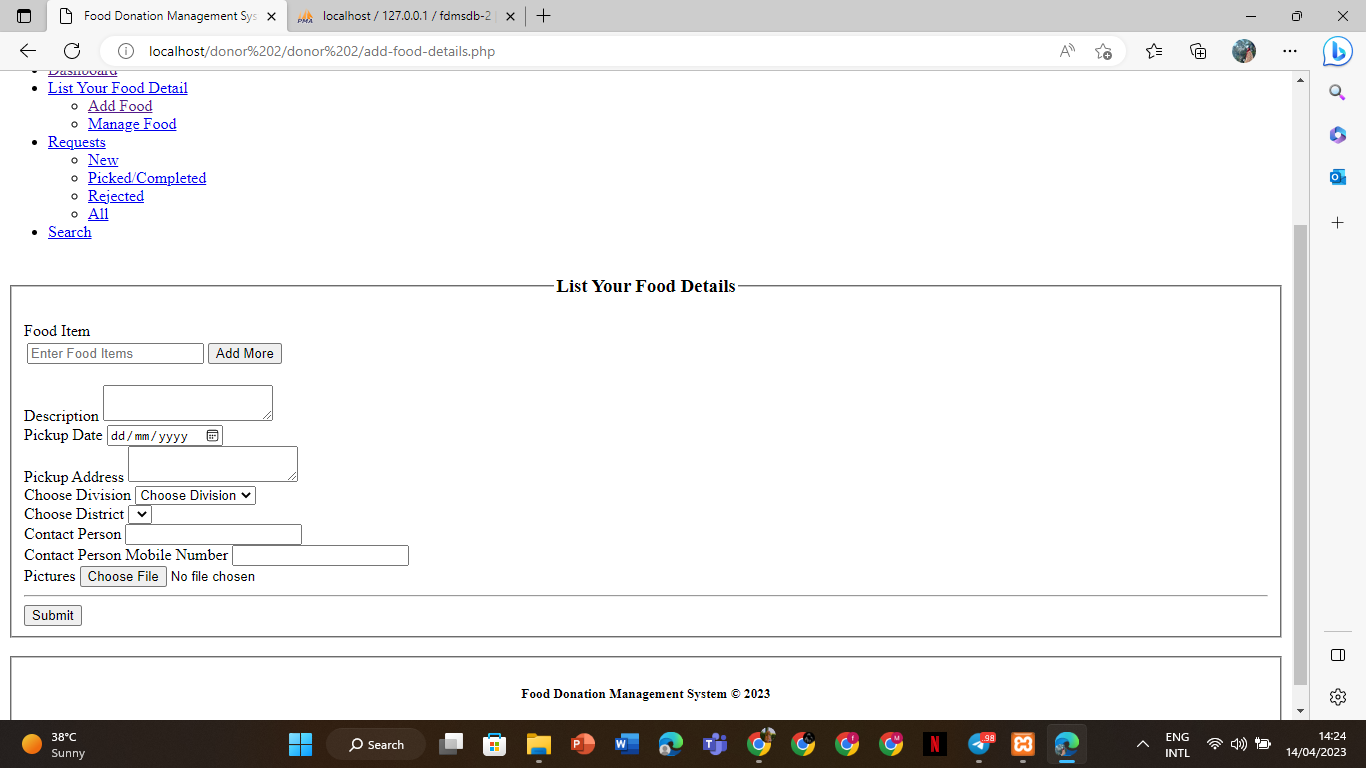 Food Donation Management Sys
localhost / 127.0.0.1 / fdmsdb-2
localhost/donor%202/donor%202/add-food-details.php
Dashboard
List Your Food Detail
Add Food
Manage Food
Requests
New
Picked/Completed
Rejected
All
Search
List Your Food Details
Food Item
Enter Food Items Add More
Description
Pickup Date dd/mm/yyyy
Pickup Address
Choose Division Choose Division
Choose District
Contact Person
Contact Person Mobile Number
Pictures Choose File No file chosen
Submit
Food Donation Management System © 2023
38°C
Sunny
Search
98
ENG
INTL
14:24
14/04/2023